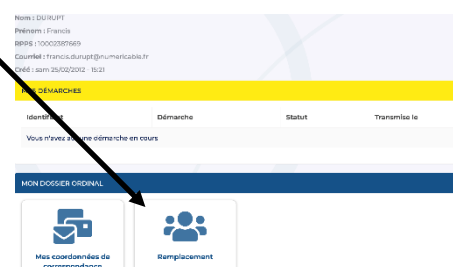 Nom : DURUPT
Prénom : Francis
RPPS : 10002387669
Courriel : francis.durupt@numericable.fr
Créé : sam 25/02/2012 - 15:21
MES DÉMARCHES
Identifiant Démarche Statut Transmise le
Vous n'avez aucune démarche en cours
MON DOSSIER ORDINAL
Mes coordonnées de correspondance
Remplacement